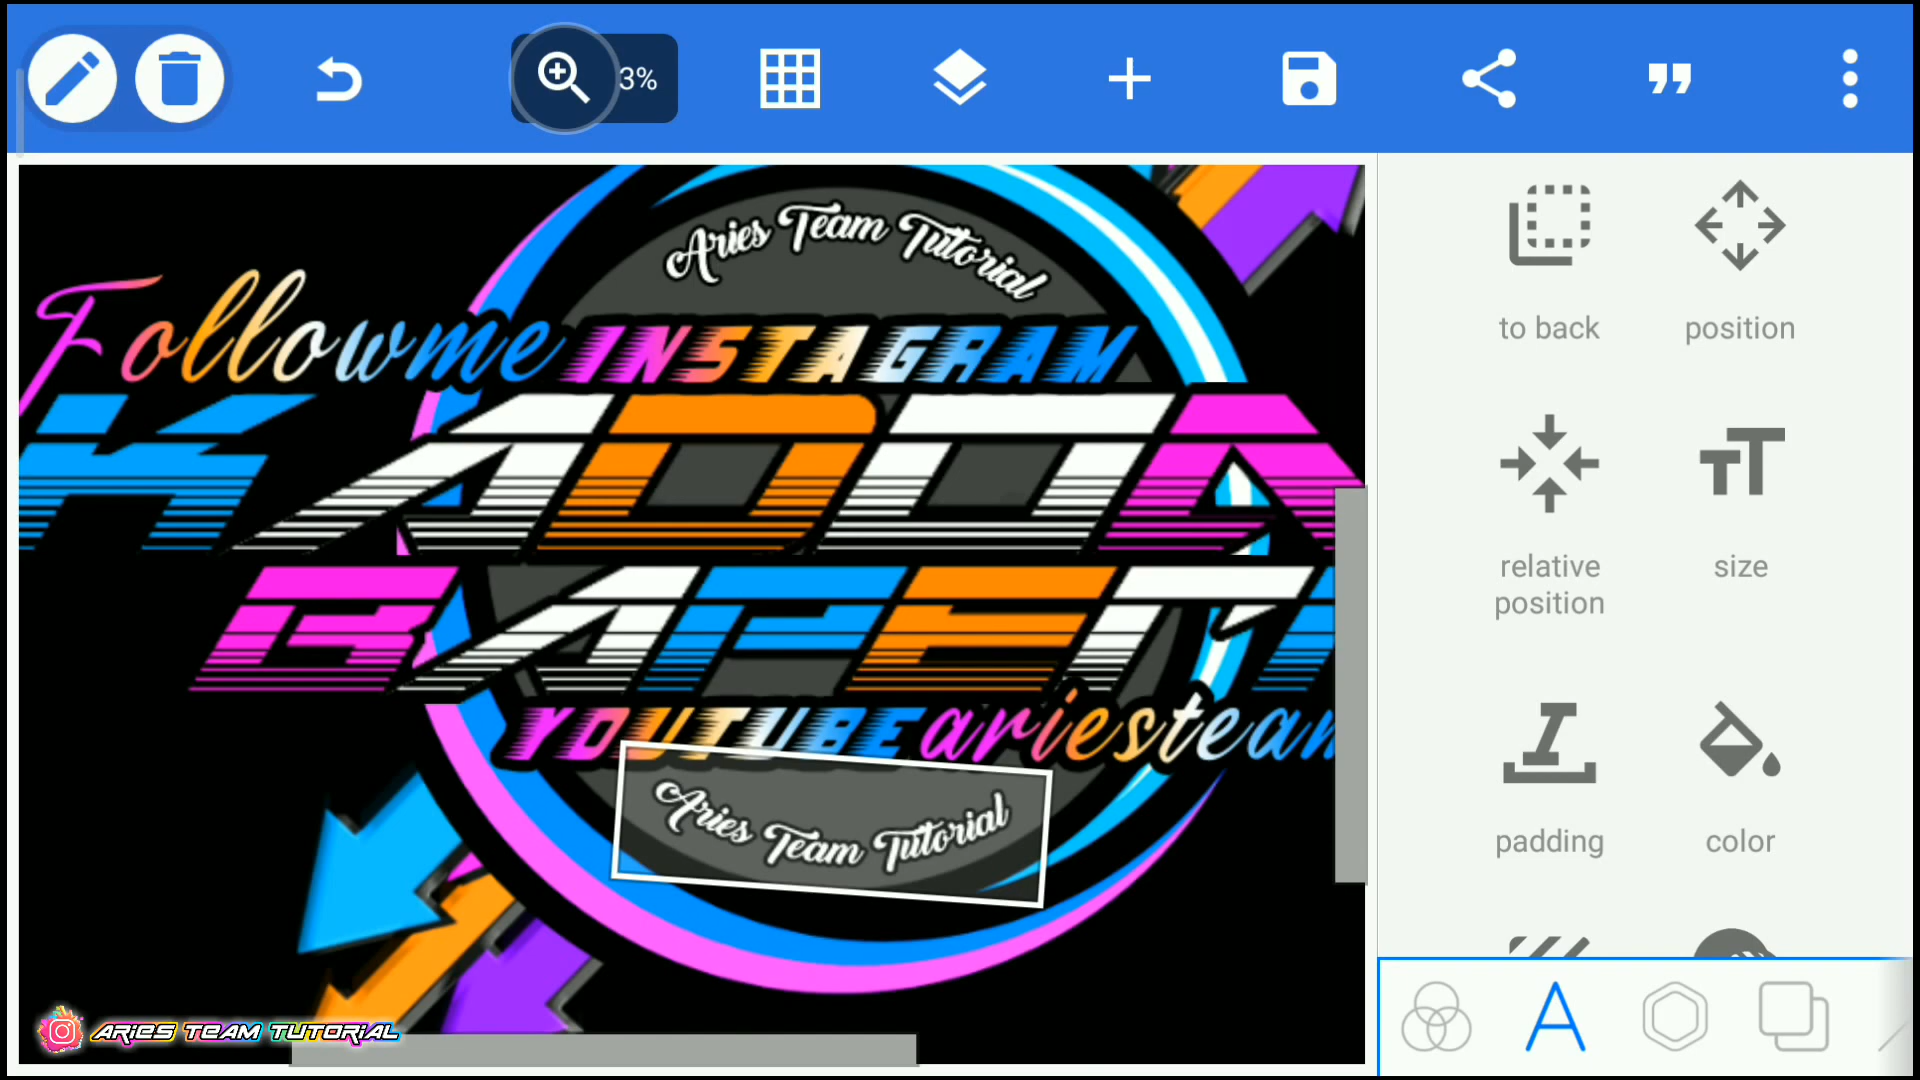 3%
Aries Team Tutorial
Followme INSTAGRAM
YOUTUBE ariesteam
Aries Team Tutorial
ARIES TEAM TUTORIAL
to back
position
relative position
size
padding
color